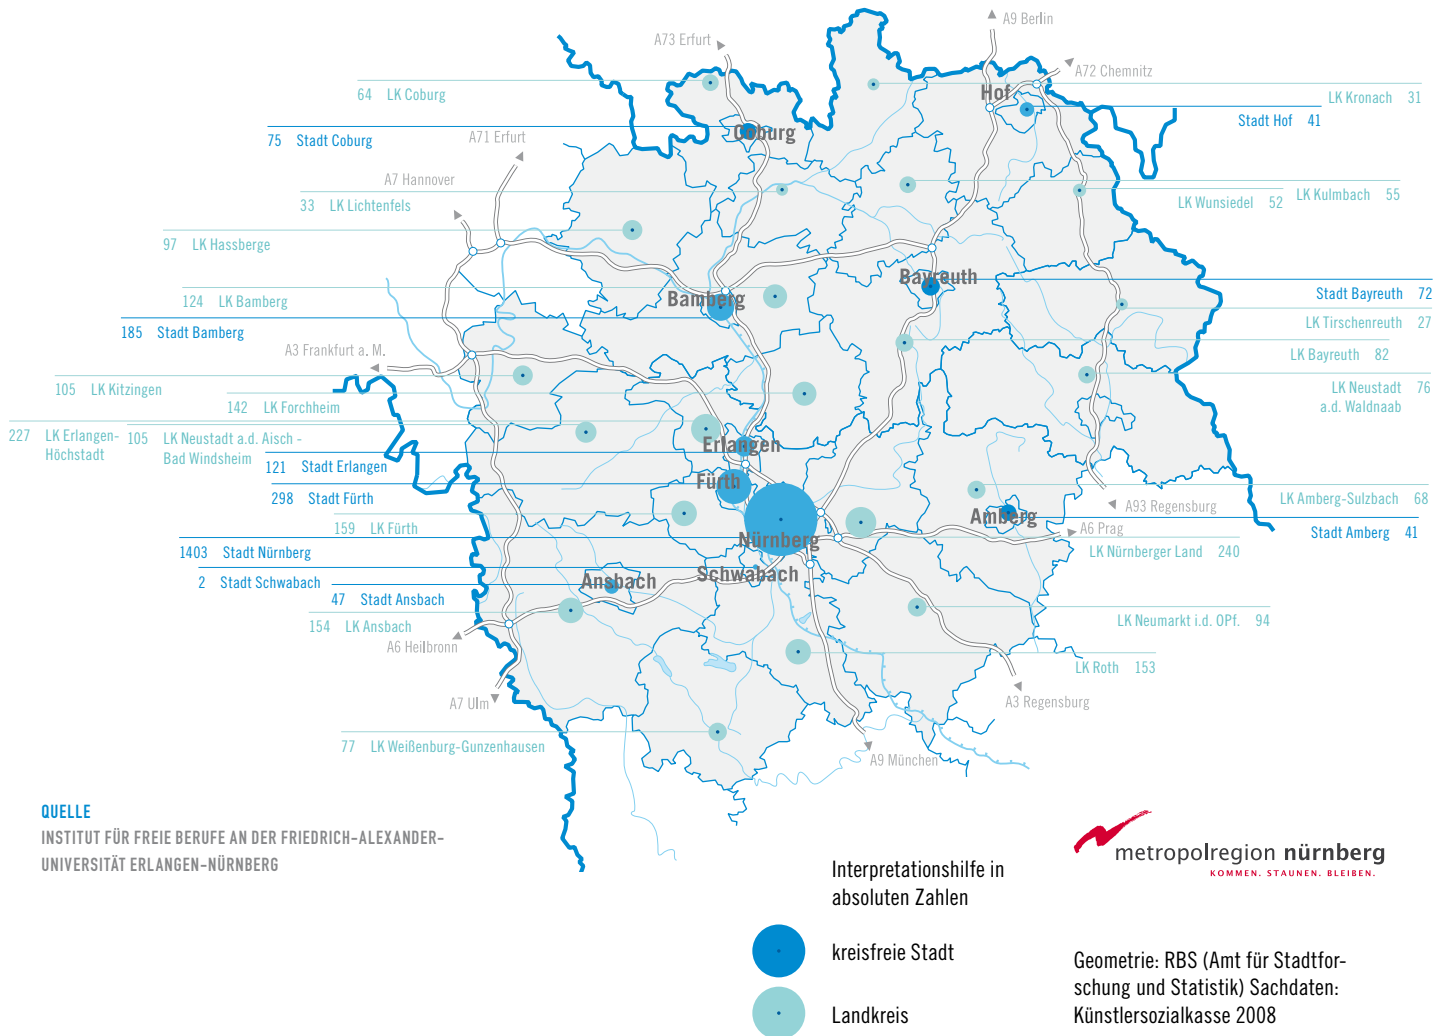 A9 Berlin
A73 Erfurt
A72 Chemnitz
64 LK Coburg
Hof
LK Kronach 31
Stadt Hof 41
Coburg
75 Stadt Coburg
A71 Erfurt
A7 Hannover
33 LK Lichtenfels
LK Wunsiedel 52
LK Kulmbach 55
97 LK Hassberge
Bayreuth
124 LK Bamberg
Bamberg
Stadt Bayreuth 72
185 Stadt Bamberg
LK Tirschenreuth 27
A3 Frankfurt a. M.
LK Bayreuth 82
105 LK Kitzingen
LK Neustadt 76
a.d. Waldnaab
142 LK Forchheim
227 LK Erlangen-
Höchstadt
105 LK Neustadt a.d. Aisch -
Bad Windsheim
Erlangen
121 Stadt Erlangen
Fürth
298 Stadt Fürth
LK Amberg-Sulzbach 68
A93 Regensburg
159 LK Fürth
Amberg
A6 Prag
Stadt Amberg 41
Nürnberg
1403 Stadt Nürnberg
LK Nürnberger Land 240
Schwabach
2 Stadt Schwabach
Ansbach
47 Stadt Ansbach
154 LK Ansbach
LK Neumarkt i.d. OPf. 94
A6 Heilbronn
LK Roth 153
A7 Ulm
A3 Regensburg
77 LK Weißenburg-Gunzenhausen
A9 München
QUELLE
INSTITUT FÜR FREIE BERUFE AN DER FRIEDRICH-ALEXANDER-
UNIVERSITÄT ERLANGEN-NÜRNBERG
metropolregion nürnberg
KOMMEN. STAUNEN. BLEIBEN.
Interpretationshilfe in
absoluten Zahlen
kreisfreie Stadt
Landkreis
Geometrie: RBS (Amt für Stadtfor-
schung und Statistik) Sachdaten:
Künstlersozialkasse 2008